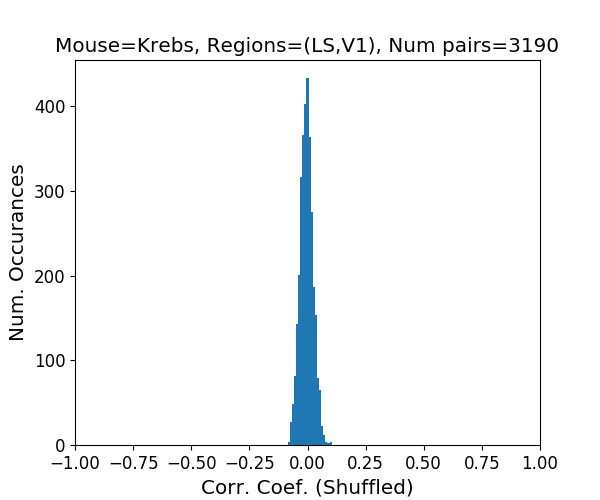 Mouse=Krebs, Regions=(LS,V1), Num pairs=3190
400
300
200
100
0
Num. Occurances
−1.00 −0.75 −0.50 −0.25 0.00 0.25 0.50 0.75 1.00
Corr. Coef. (Shuffled)